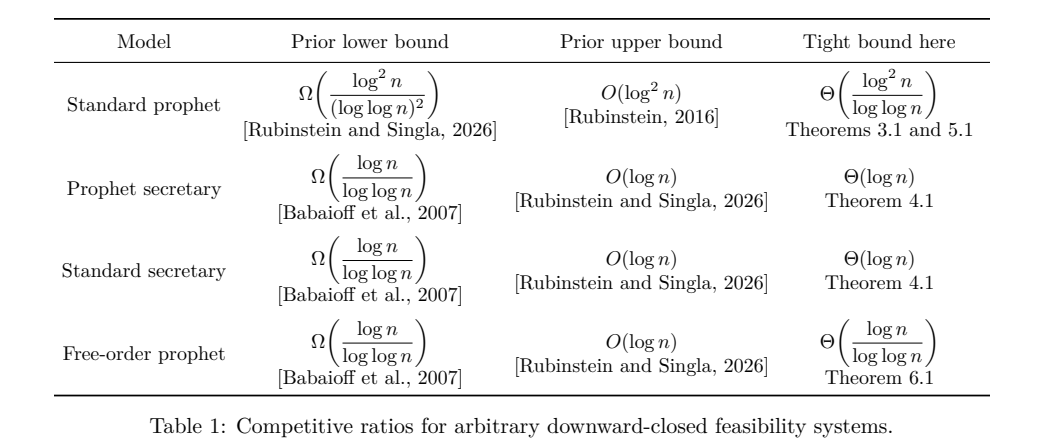 Model Prior lower bound Prior upper bound Tight bound here
Standard prophet Ω(log² n / (log log n)²) [Rubinstein and Singla, 2026] O(log² n) [Rubinstein, 2016] Θ(log² n / log log n) Theorems 3.1 and 5.1
Prophet secretary Ω(log n / log log n) [Babaioff et al., 2007] O(log n) [Rubinstein and Singla, 2026] Θ(log n) Theorem 4.1
Standard secretary Ω(log n / log log n) [Babaioff et al., 2007] O(log n) [Rubinstein and Singla, 2026] Θ(log n) Theorem 4.1
Free-order prophet Ω(log n / log log n) [Babaioff et al., 2007] O(log n) [Rubinstein and Singla, 2026] Θ(log n / log log n) Theorem 6.1
Table 1: Competitive ratios for arbitrary downward-closed feasibility systems.